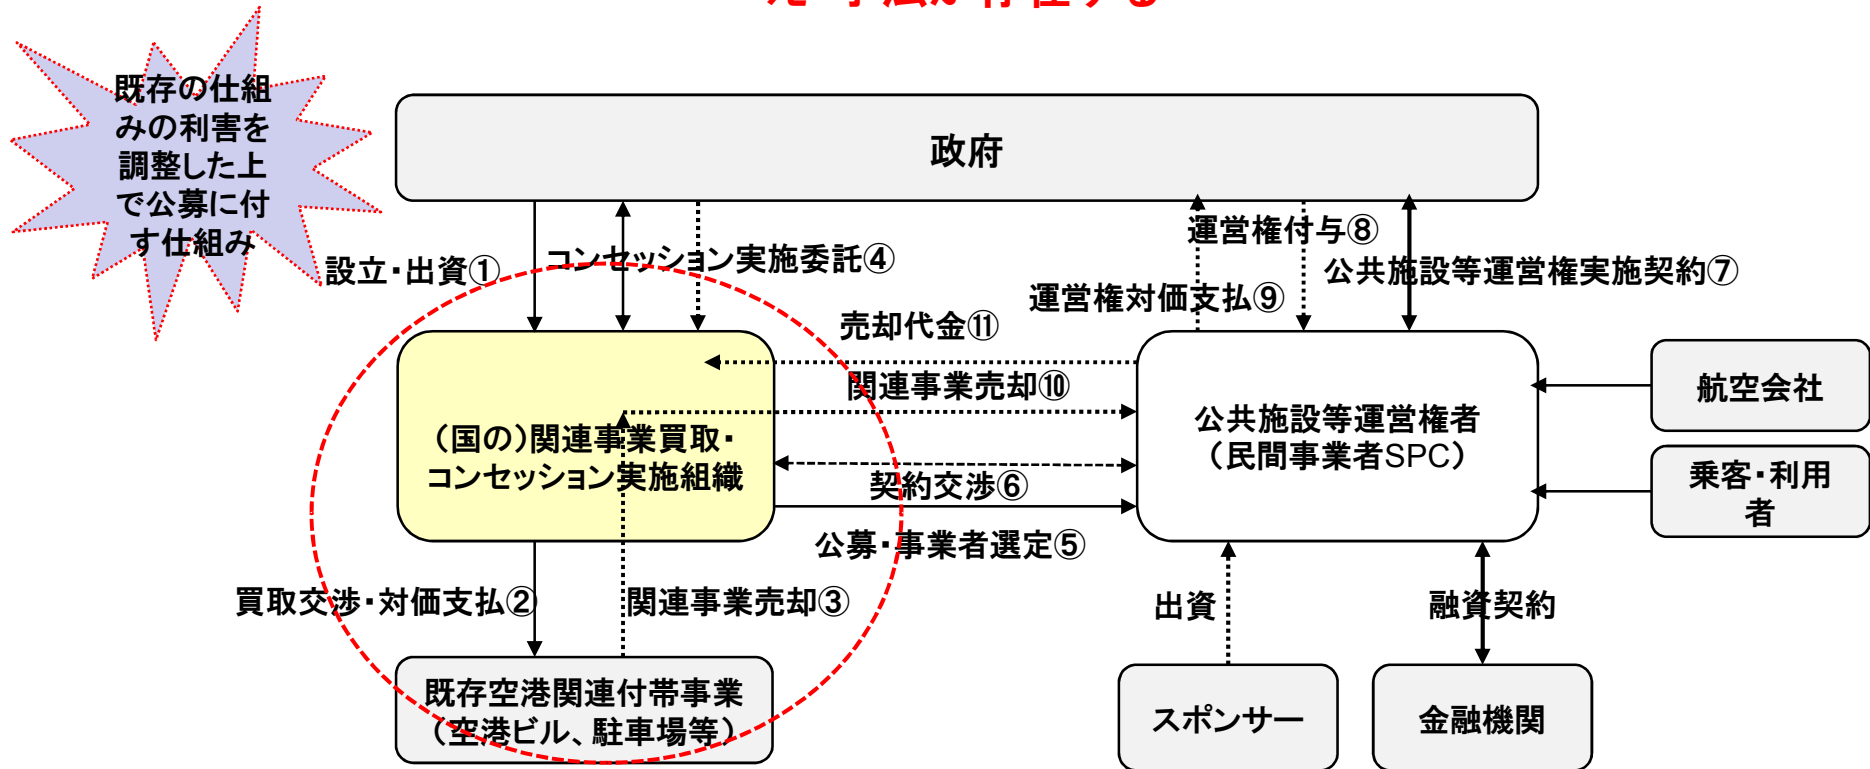 既存の仕組
みの利害を
調整した上
で公募に付
す仕組み
政府
設立・出資①
コンセッション実施委託④
運営権付与⑧
公共施設等運営権実施契約⑦
運営権対価支払⑨
売却代金⑪
関連事業売却⑩
(国の)関連事業買取・
コンセッション実施組織
公共施設等運営権者
(民間事業者SPC)
航空会社
乗客・利用
者
契約交渉⑥
公募・事業者選定⑤
買取交渉・対価支払②
関連事業売却③
出資
融資契約
既存空港関連付帯事業
(空港ビル、駐車場等)
スポンサー
金融機関